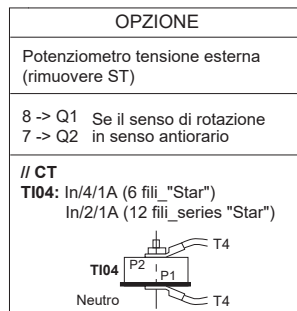 OPZIONE
Potenziometro tensione esterna
(rimuovere ST)
8 -> Q1 Se il senso di rotazione
7 -> Q2 in senso antiorario
// CT
TI04: In/4/1A (6 fili_"Star")
In/2/1A (12 fili_series "Star")
T4
TI04 P2 P1
Neutro T4